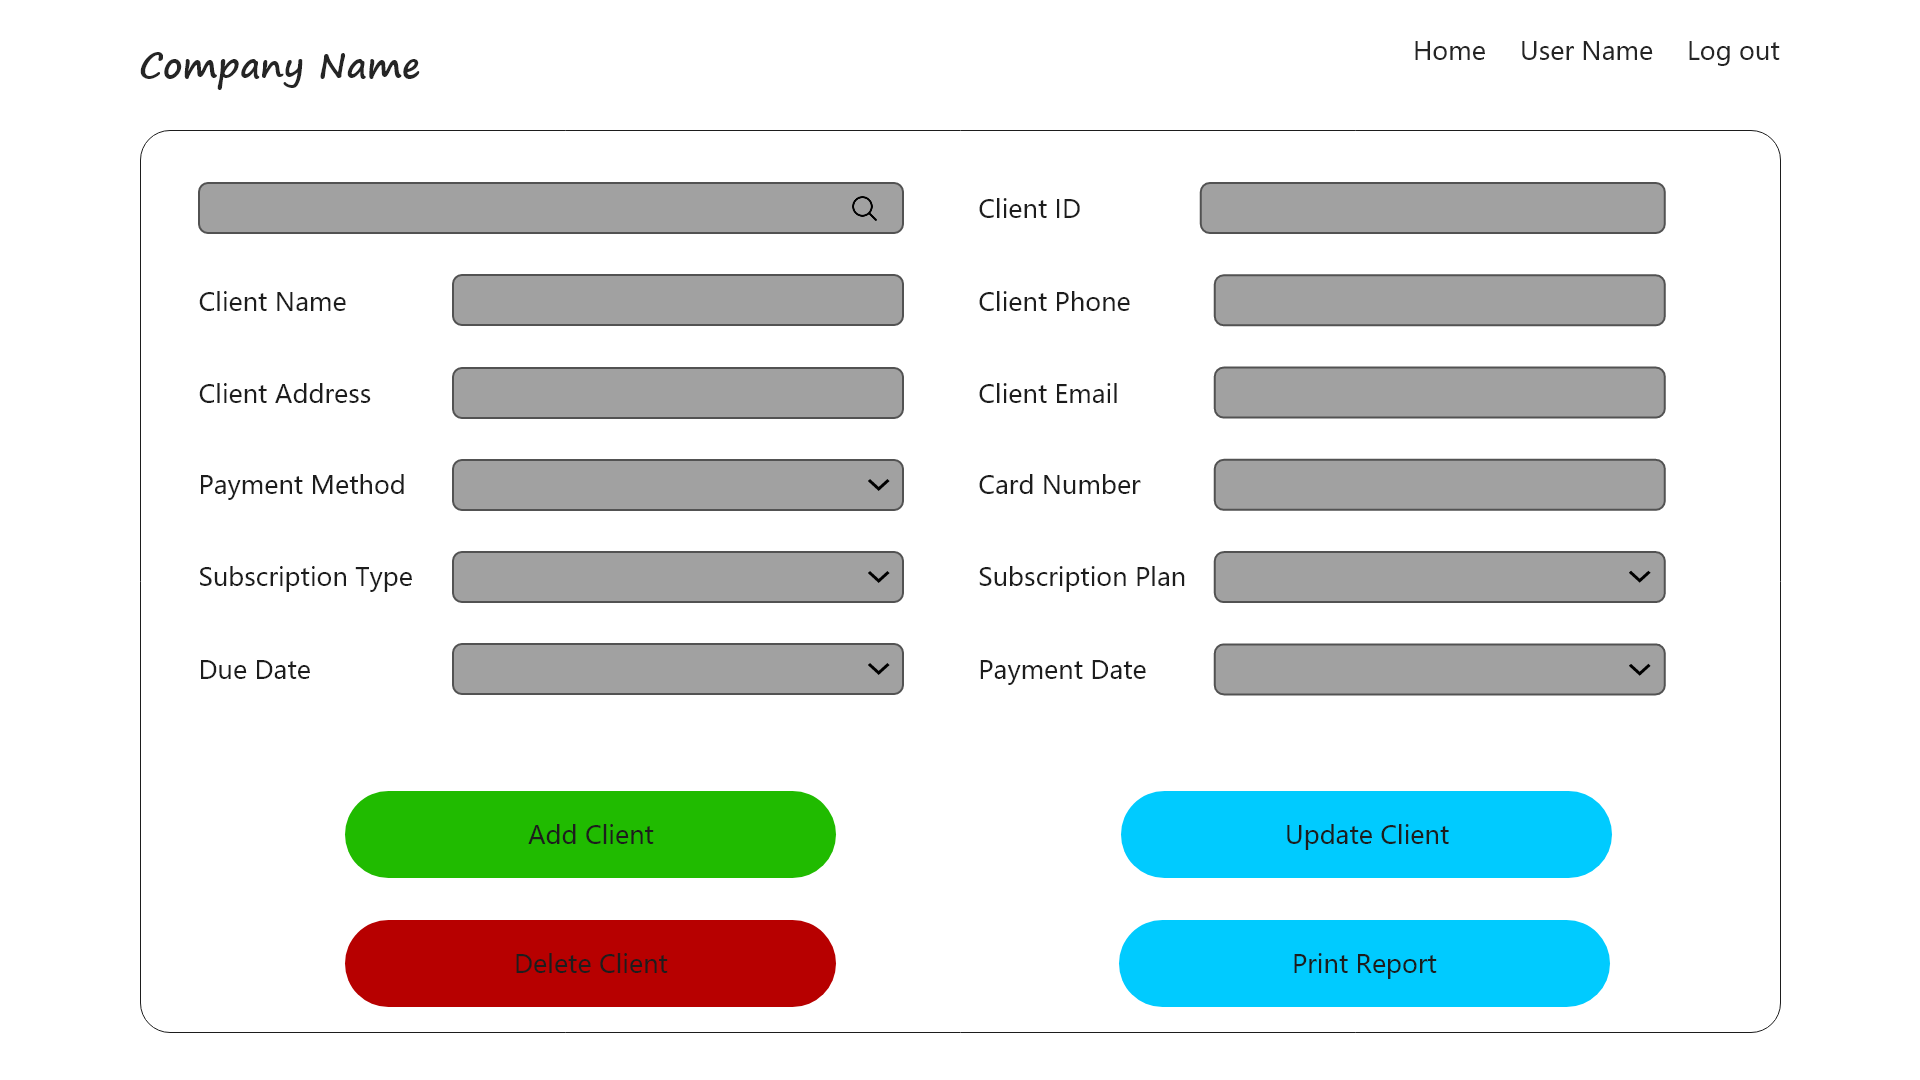 Company Name
Home User Name Log out
Client ID
Client Name
Client Phone
Client Address
Client Email
Payment Method
Card Number
Subscription Type
Subscription Plan
Due Date
Payment Date
Add Client
Update Client
Delete Client
Print Report